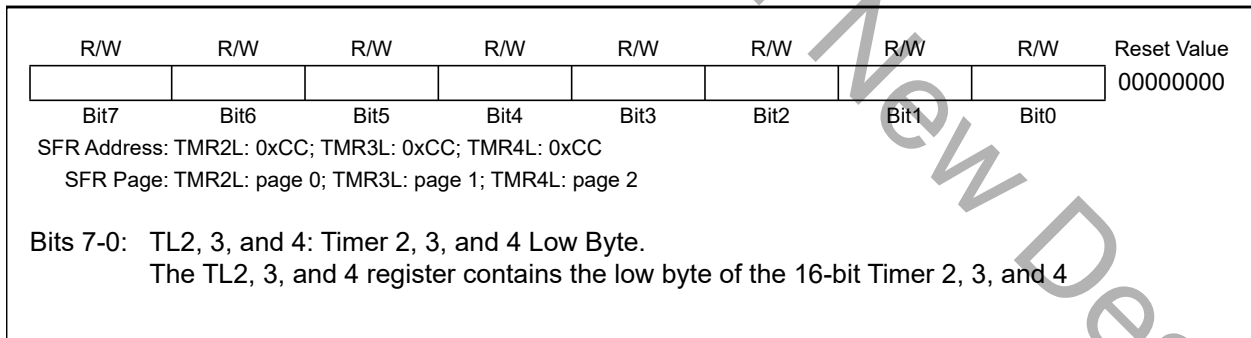 R/W R/W R/W R/W R/W R/W R/W R/W Reset Value
00000000
Bit7 Bit6 Bit5 Bit4 Bit3 Bit2 Bit1 Bit0
SFR Address: TMR2L: 0xCC; TMR3L: 0xCC; TMR4L: 0xCC
SFR Page: TMR2L: page 0; TMR3L: page 1; TMR4L: page 2
Bits 7-0: TL2, 3, and 4: Timer 2, 3, and 4 Low Byte.
The TL2, 3, and 4 register contains the low byte of the 16-bit Timer 2, 3, and 4
New Des